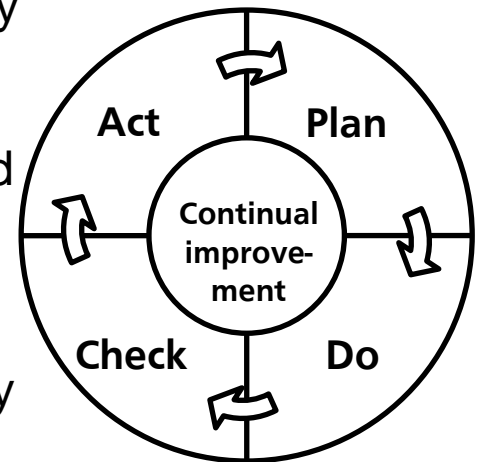 y
Act
Plan
d
Continual
improve-
ment
Check
Do
y